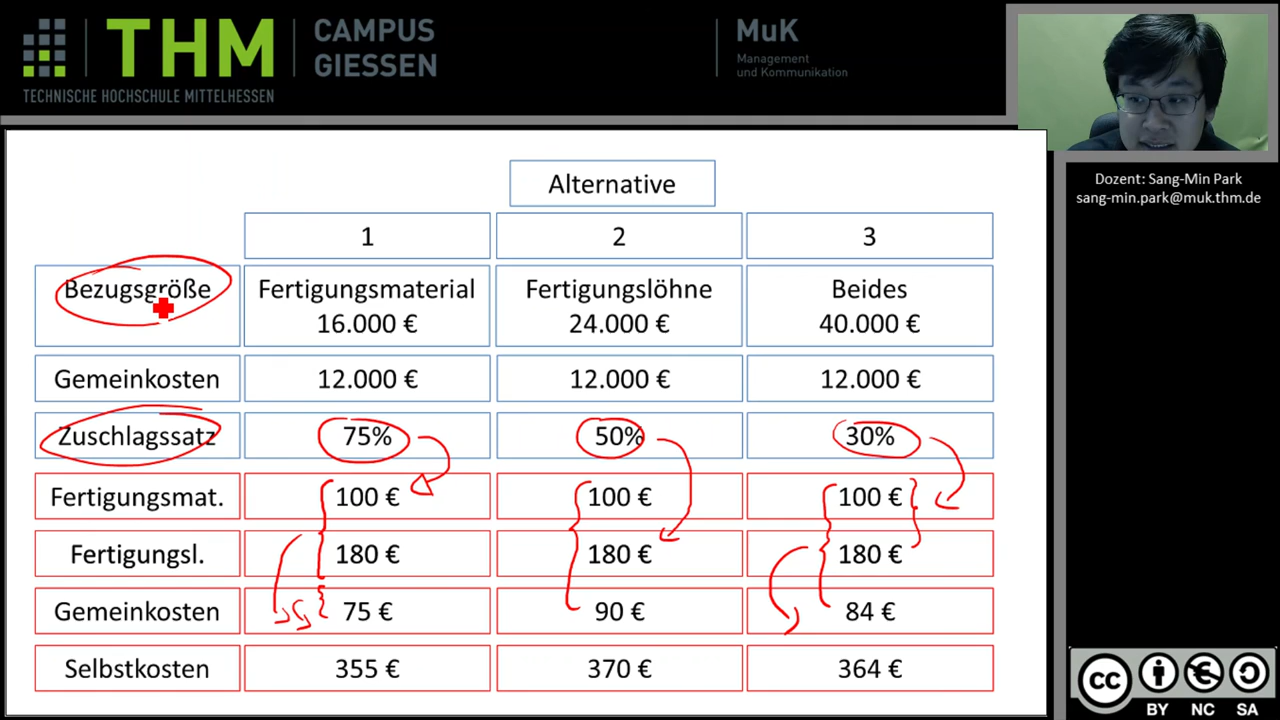 THM
TECHNISCHE HOCHSCHULE MITTELHESSEN
CAMPUS
GIESSEN
MuK
Management
und Kommunikation
Dozent: Sang-Min Park
sang-min.park@muk.thm.de
Alternative
1 2 3
Bezugsgröße Fertigungsmaterial Fertigungslöhne Beides
16.000 € 24.000 € 40.000 €
Gemeinkosten 12.000 € 12.000 € 12.000 €
Zuschlagssatz 75% 50% 30%
Fertigungsmat. 100 € 100 € 100 €
Fertigungsl. 180 € 180 € 180 €
Gemeinkosten 75 € 90 € 84 €
Selbstkosten 355 € 370 € 364 €
cc
BY NC SA